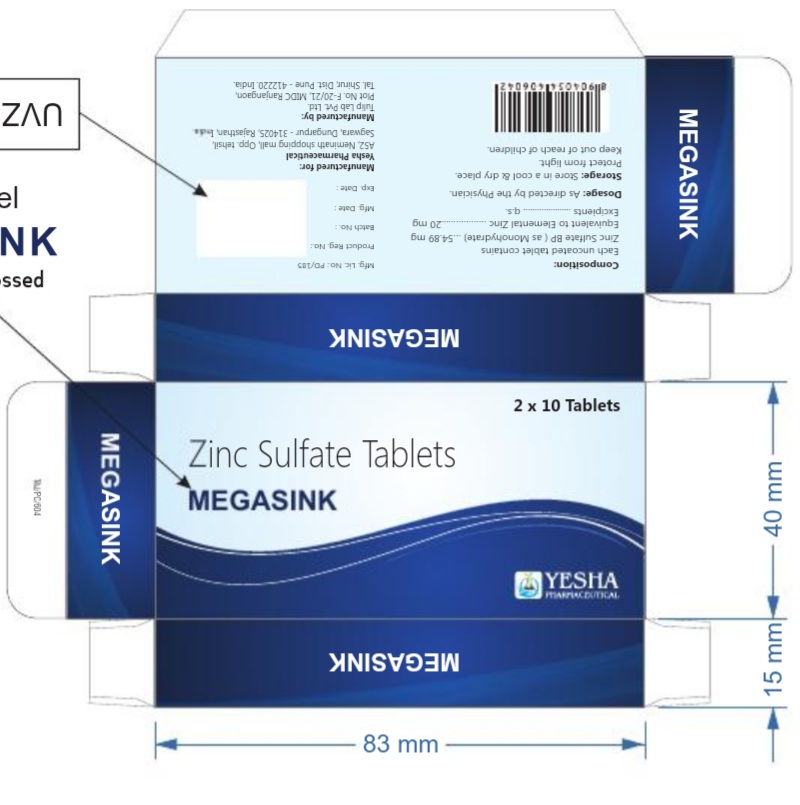 UVZ
el
INK
ossed
Manufactured for:
Yesha Pharmaceutical
AS2, Neminath shopping mall, Opp. tehsil,
Sagwara, Dungarpur - 314025, Rajasthan, India.
Manufactured by:
Tulip Lab Pvt. Ltd.
Plot No. F-20/21, MIDC Ranjangaon,
Tal. Shirur, Dist. Pune - 412220. India.
Mfg. Lic. No.: PD/185
Product Reg. No.:
Batch No. :
Mfg. Date :
Exp. Date :
Composition:
Each uncoated tablet contains
Zinc Sulfate BP ( as Monohydrate) ...54.89 mg
Equivalent to Elemental Zinc ..................20 mg
Excipients .................. q.s.
Dosage: As directed by the Physician.
Storage: Store in a cool & dry place.
Protect from light.
Keep out of reach of children.
8904054406042
MEGASINK
MEGASINK
2 x 10 Tablets
Zinc Sulfate Tablets
MEGASINK
YESHA
PHARMACEUTICAL
MEGASINK
MEGASINK
40 mm
15 mm
83 mm